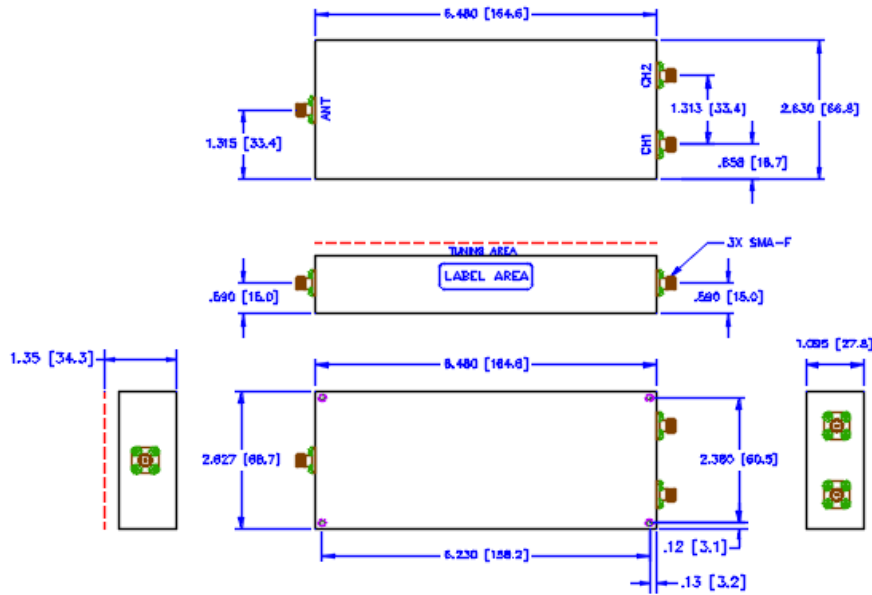 6.480 [164.6]
CH2
ANT
1.313 [33.4]
2.630 [66.8]
1.315 [33.4]
CH1
.658 [16.7]
3X SMA-F
TUNING AREA
LABEL AREA
.590 [15.0]
.590 [15.0]
1.35 [34.3]
6.480 [164.6]
1.095 [27.8]
2.627 [66.7]
2.380 [60.5]
.12 [3.1]
6.230 [158.2]
.13 [3.2]